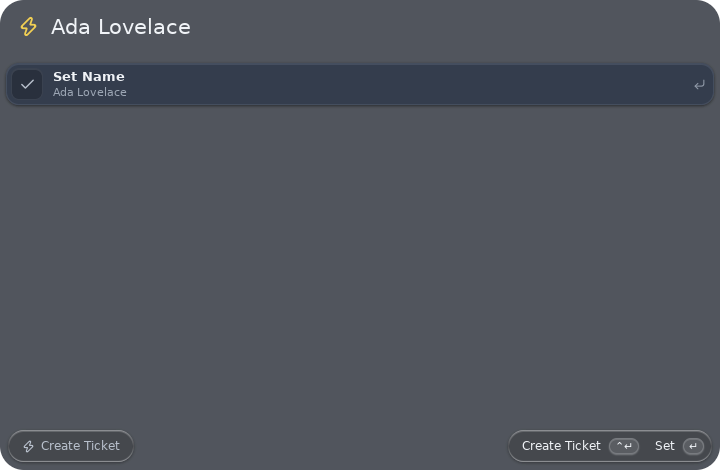 Ada Lovelace
Set Name
Ada Lovelace
Create Ticket
Create Ticket ⌃↵ Set ↵